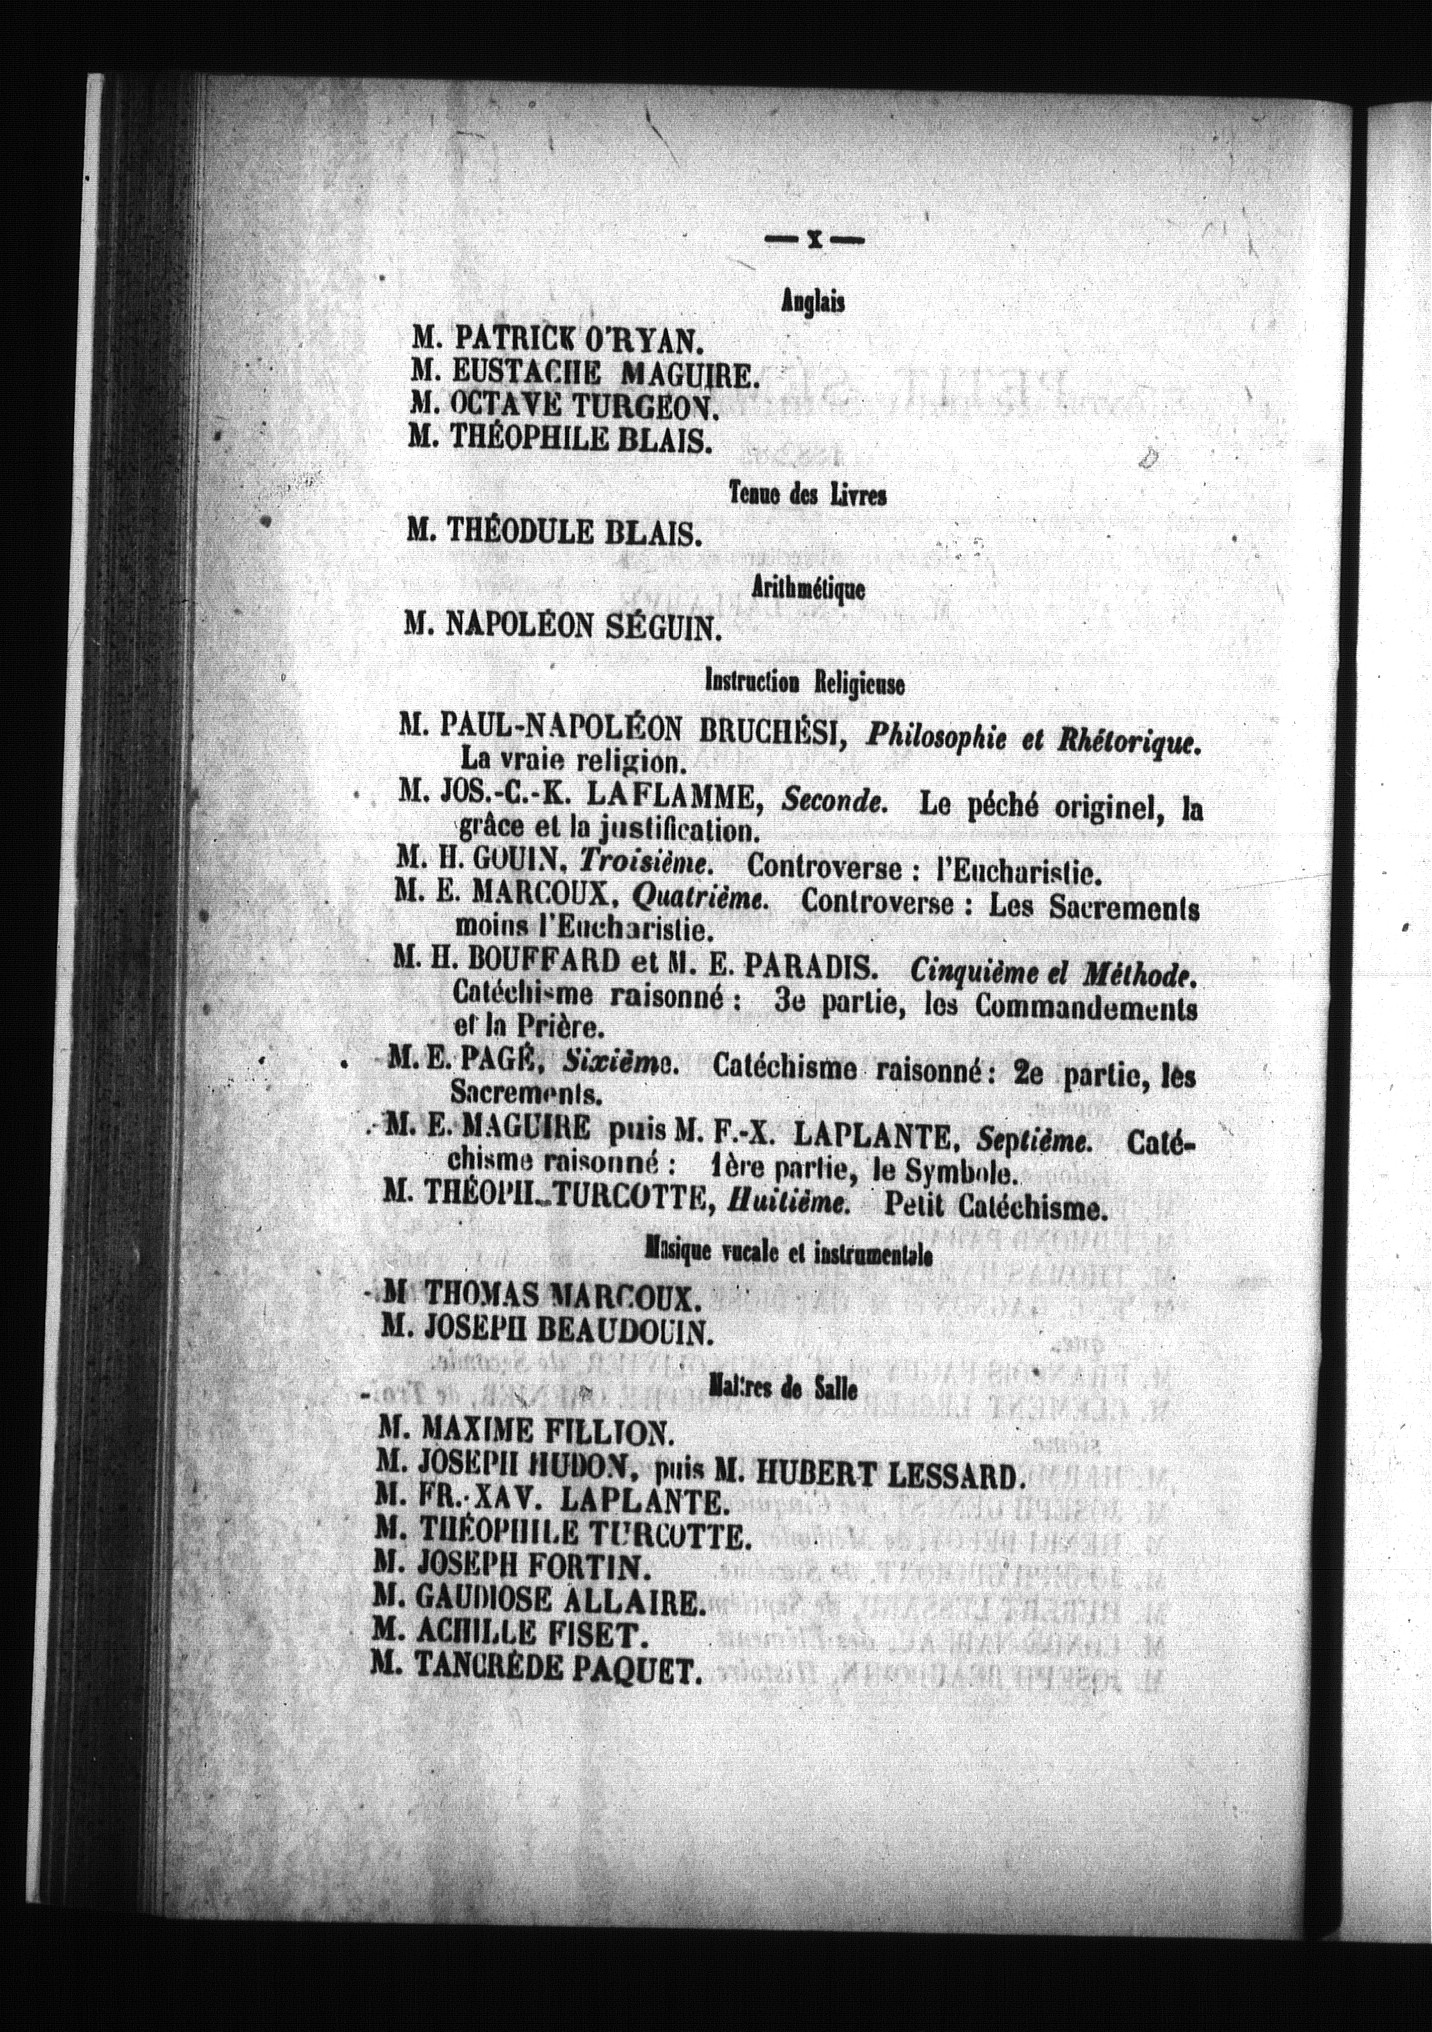 — X —
Anglais
M. PATRICK O'RYAN.
M. EUSTACHE MAGUIRE.
M. OCTAVE TURGEON.
M. THÉOPHILE BLAIS.
Tenue des Livres
M. THÉODULE BLAIS.
Arithmétique
M. NAPOLÉON SÉGUIN.
Instruction Religieuse
M. PAUL-NAPOLÉON BRUCHÉSI, Philosophie et Rhétorique.
La vraie religion.
M. JOS.-C.-K. LAFLAMME, Seconde. Le péché originel, la
grâce et la justification.
M. H. GOUIN, Troisième. Controverse : l'Eucharistie.
M. E. MARCOUX, Quatrième. Controverse : Les Sacrements
moins l'Eucharistie.
M. H. BOUFFARD et M. E. PARADIS. Cinquième et Méthode.
Catéchisme raisonné : 3e partie, les Commandements
et la Prière.
M. E. PAGÉ, Sixième. Catéchisme raisonné : 2e partie, les
Sacrements.
M. E. MAGUIRE puis M. F.-X. LAPLANTE, Septième. Caté-
chisme raisonné : 1ère partie, le Symbole.
M. THÉOPH. TURCOTTE, Huitième. Petit Catéchisme.
Musique vocale et instrumentale
M THOMAS MARCOUX.
M. JOSEPH BEAUDOUIN.
Maîtres de Salle
M. MAXIME FILLION.
M. JOSEPH HUDON, puis M. HUBERT LESSARD.
M. FR.-XAV. LAPLANTE.
M. THÉOPHILE TURCOTTE.
M. JOSEPH FORTIN.
M. GAUDIOSE ALLAIRE.
M. ACHILLE FISET.
M. TANCRÈDE PAQUET.